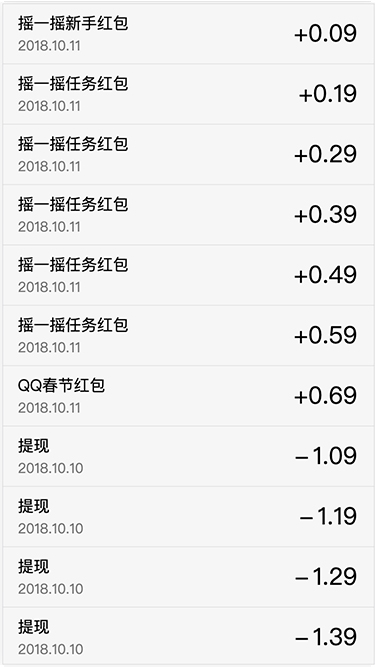 摇一摇新手红包
+0.09
2018.10.11
摇一摇任务红包
+0.19
2018.10.11
摇一摇任务红包
+0.29
2018.10.11
摇一摇任务红包
+0.39
2018.10.11
摇一摇任务红包
+0.49
2018.10.11
摇一摇任务红包
+0.59
2018.10.11
QQ春节红包
+0.69
2018.10.11
提现
–1.09
2018.10.10
提现
–1.19
2018.10.10
提现
–1.29
2018.10.10
提现
–1.39
2018.10.10